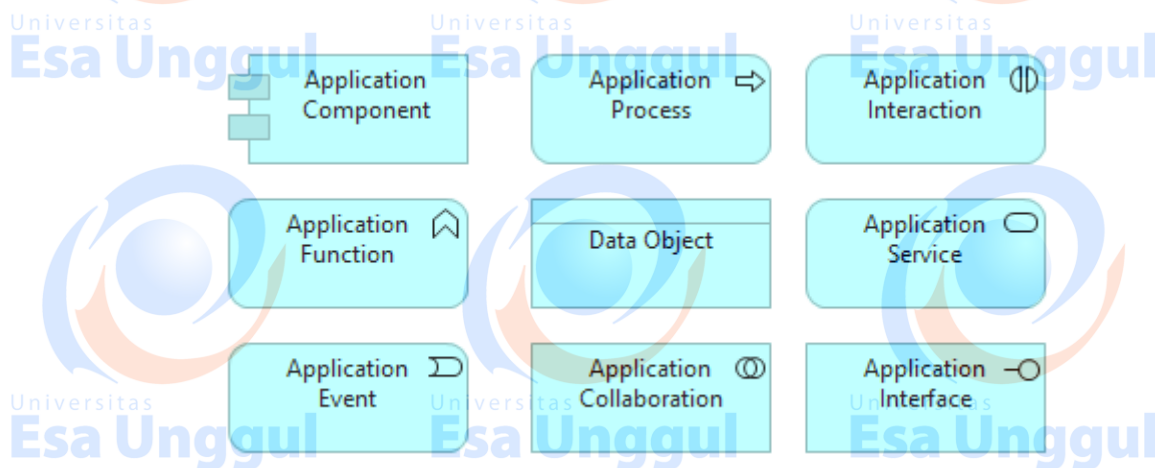 Universitas Universitas Universitas
Esa Unggul Esa Unggul Esa Unggul
Application Component
Application Process
Application Interaction
Application Function
Data Object
Application Service
Application Event
Application Collaboration
Application Interface
Universitas Universitas Universitas
Esa Unggul Esa Unggul Esa Unggul